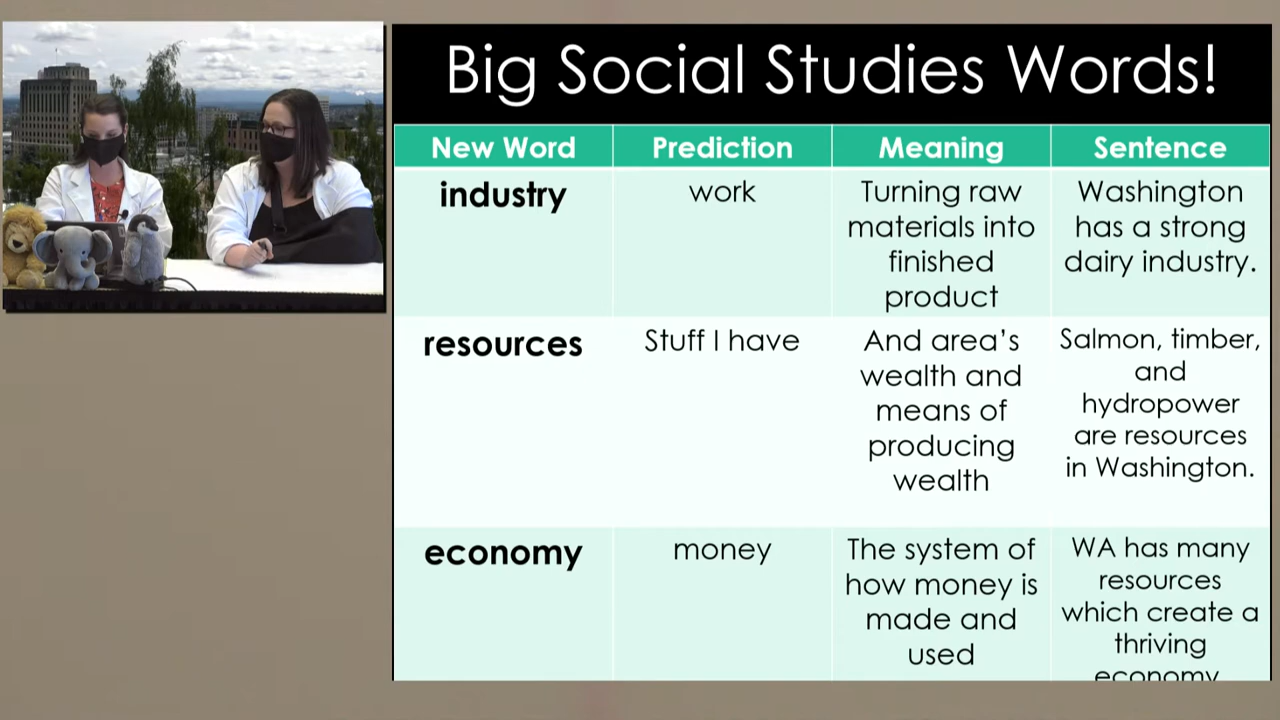 Big Social Studies Words!
New Word Prediction Meaning Sentence
industry
work
Turning raw
materials into
finished
product
Washington
has a strong
dairy industry.
resources
Stuff I have
And area’s
wealth and
means of
producing
wealth
Salmon, timber,
and
hydropower
are resources
in Washington.
economy
money
The system of
how money is
made and
used
WA has many
resources
which create a
thriving
economy